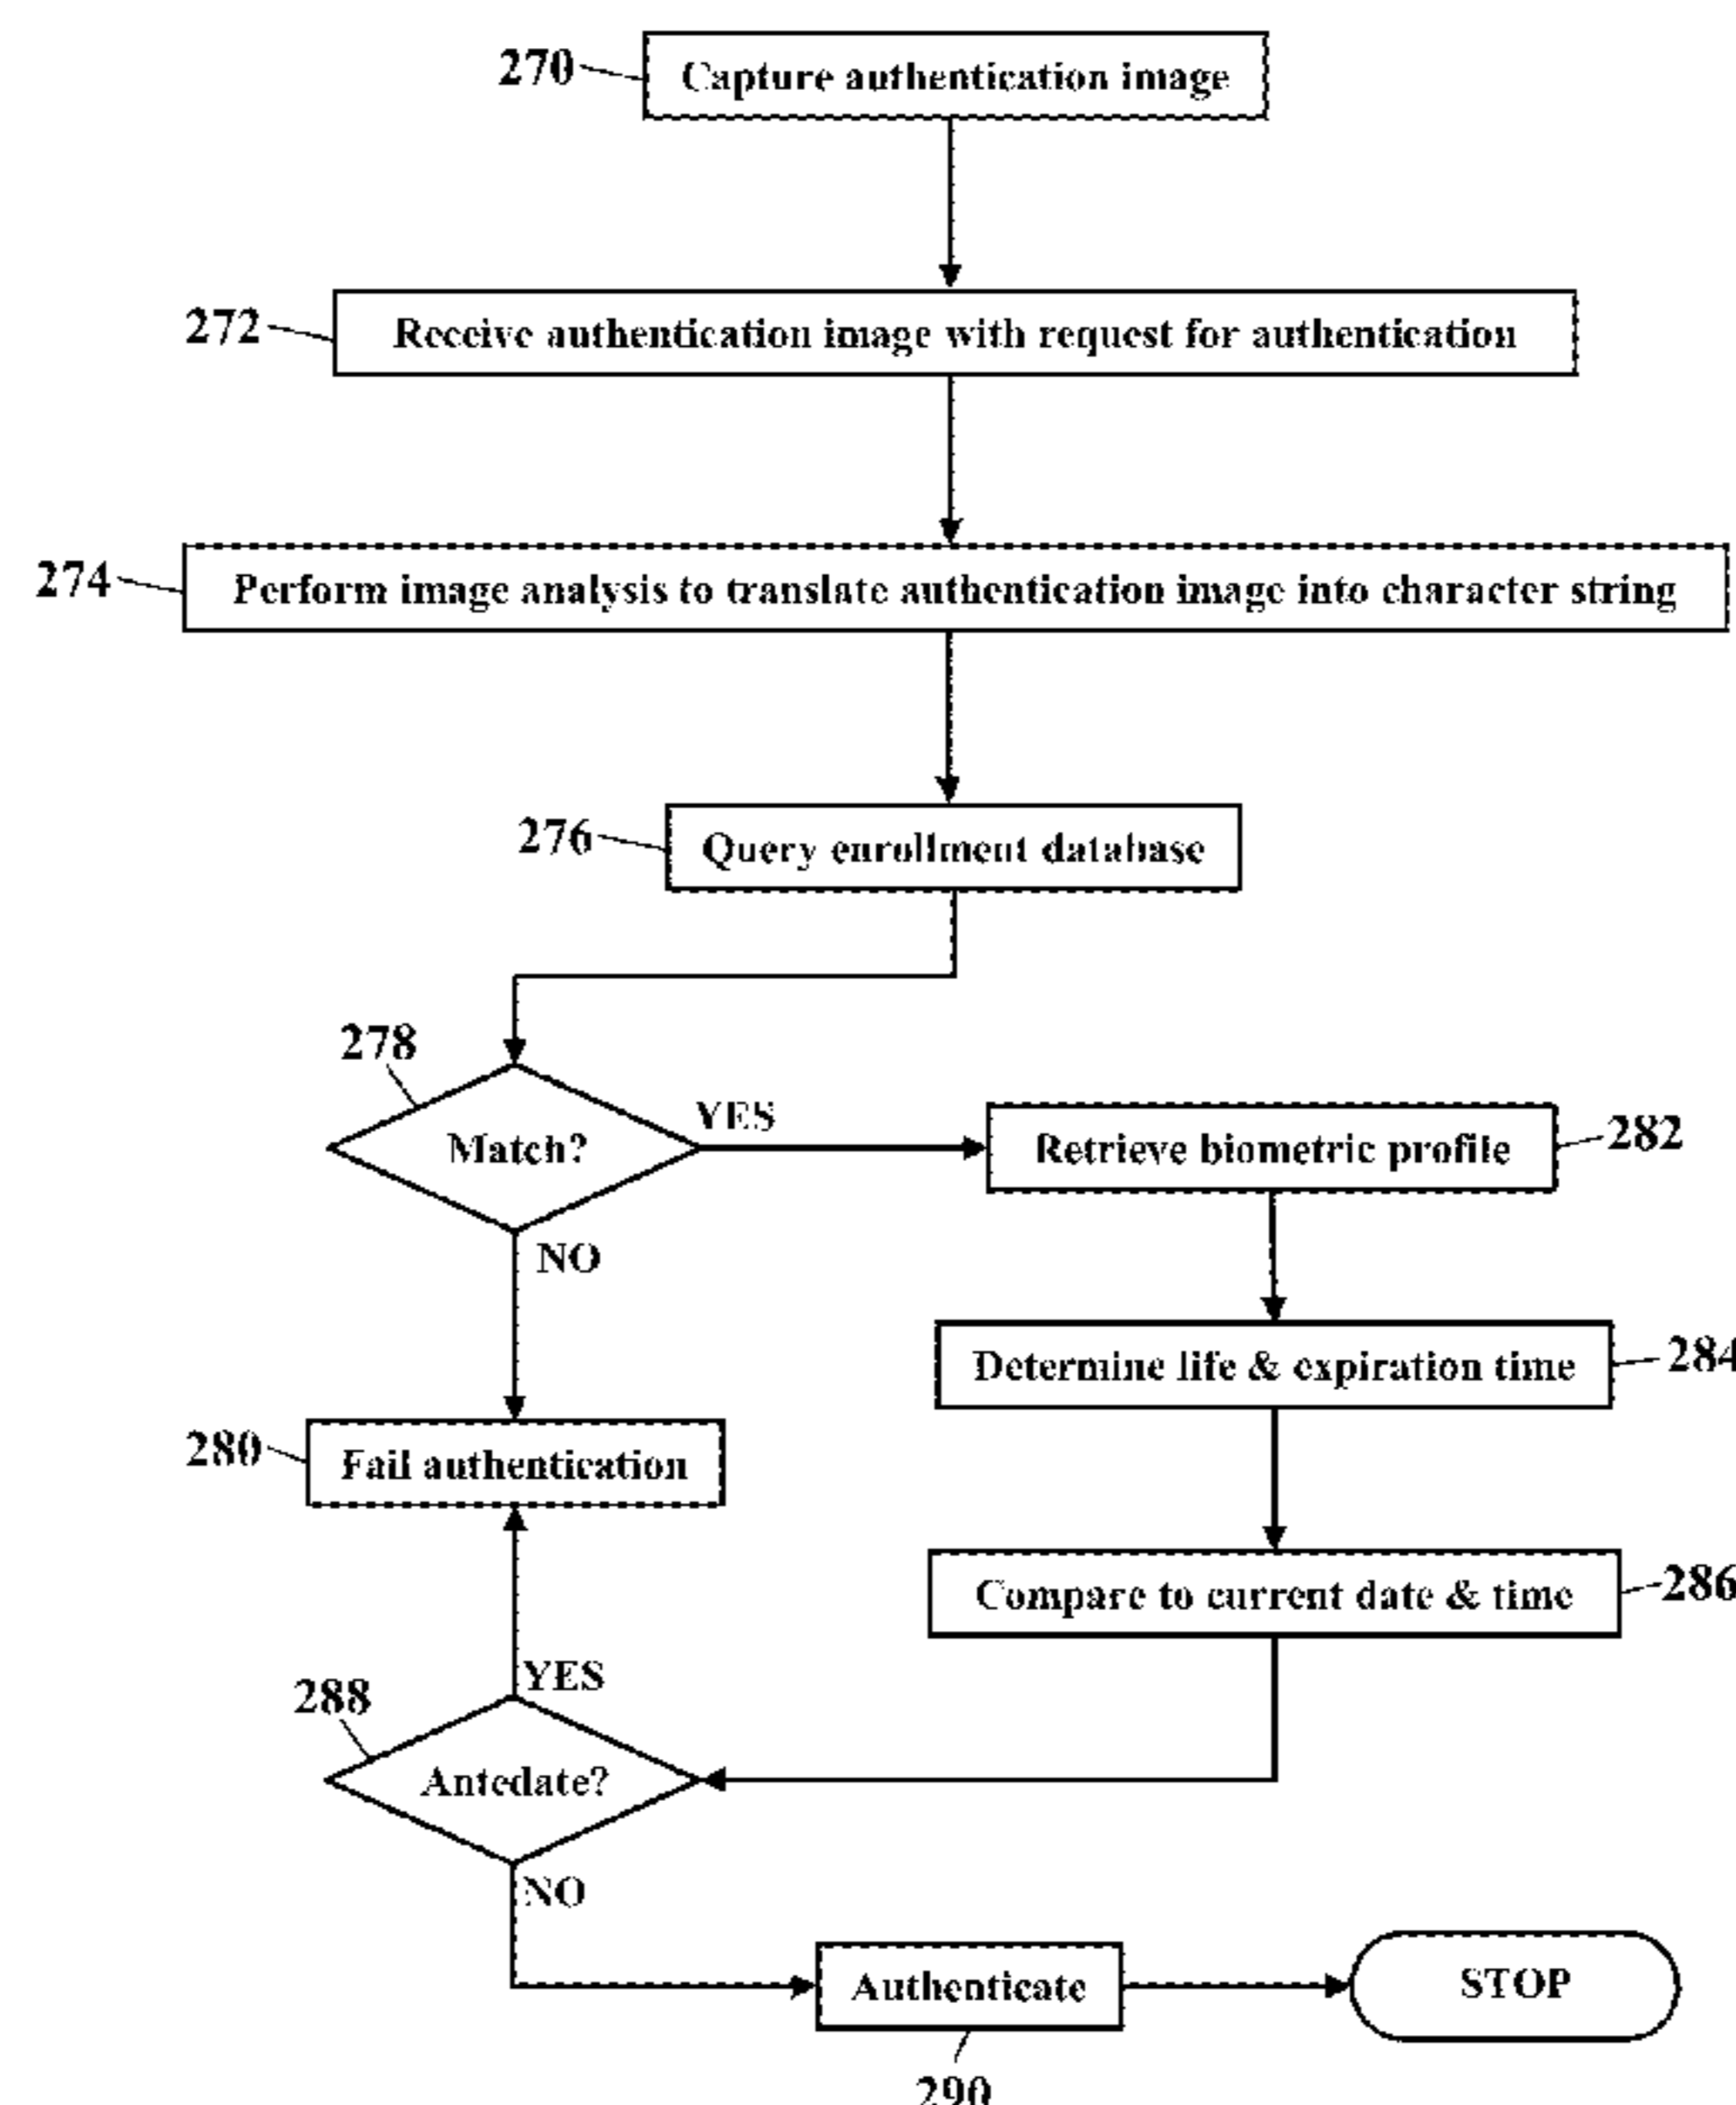 270 Capture authentication image
272 Receive authentication image with request for authentication
274 Perform image analysis to translate authentication image into character string
276 Query enrollment database
278
Match?
YES
Retrieve biometric profile 282
NO
Determine life & expiration time 284
280 Fail authentication
Compare to current date & time 286
YES
288
Antedate?
NO
Authenticate
STOP
290